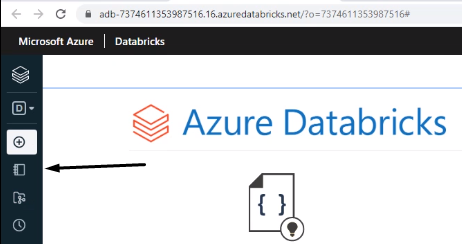 adb-7374611353987516.16.azuredatabricks.net/?o=7374611353987516#
Microsoft Azure | Databricks
D
Azure Databricks
{ }